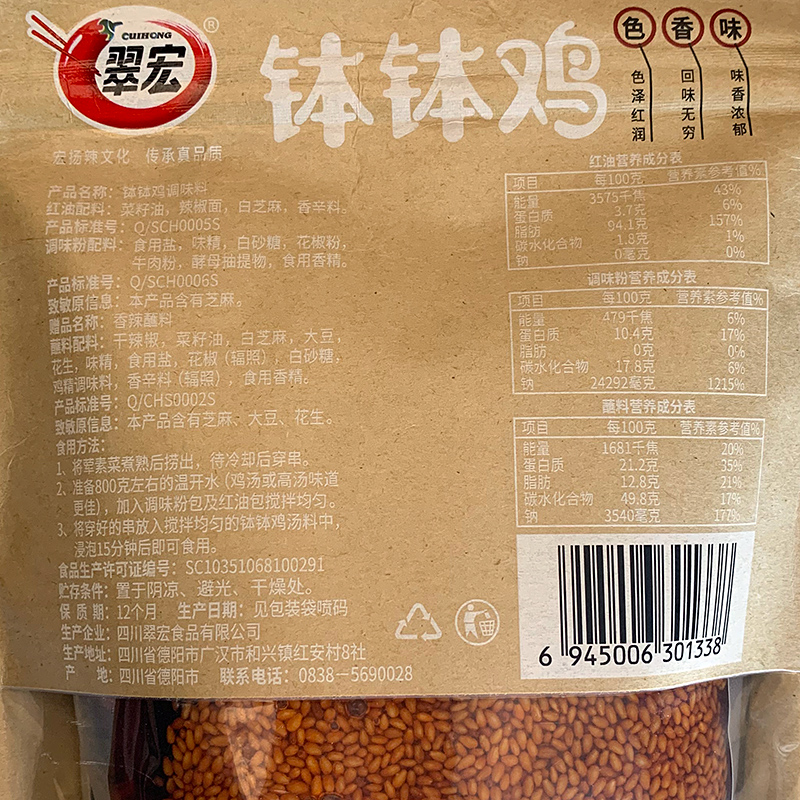 CUIHONG
翠宏
®
钵钵鸡
色 香 味
色泽红润
回味无穷
味香浓郁
宏扬辣文化 传承真品质
产品名称：钵钵鸡调味料
红油配料：菜籽油，辣椒面，白芝麻，香辛料。
产品标准号：Q/SCH0005S
调味粉配料：食用盐，味精，白砂糖，花椒粉，
牛肉粉，酵母抽提物，食用香精。
产品标准号：Q/SCH0006S
致敏原信息：本产品含有芝麻。
赠品名称：香辣蘸料
蘸料配料：干辣椒，菜籽油，白芝麻，大豆，
花生，味精，食用盐，花椒（辐照），白砂糖，
鸡精调味料，香辛料（辐照），食用香精。
产品标准号：Q/CHS0002S
致敏原信息：本产品含有芝麻、大豆、花生。
食用方法：
1、将荤素菜煮熟后捞出，待冷却后穿串。
2、准备800克左右的温开水（鸡汤或高汤味道
更佳），加入调味粉包及红油包搅拌均匀。
3、将穿好的串放入搅拌均匀的钵钵鸡汤料中，
浸泡15分钟后即可食用。
食品生产许可证编号：SC10351068100291
贮存条件：置于阴凉、避光、干燥处。
保质期：12个月 生产日期：见包装袋喷码
生产企业：四川翠宏食品有限公司
生产地址：四川省德阳市广汉市和兴镇红安村8社
产 地：四川省德阳市 联系电话：0838－5690028
红油营养成分表
项目 每100克 营养素参考值%
能量 3575千焦 43%
蛋白质 3.7克 6%
脂肪 94.1克 157%
碳水化合物 1.8克 1%
钠 0毫克 0%
调味粉营养成分表
项目 每100克 营养素参考值%
能量 479千焦 6%
蛋白质 10.4克 17%
脂肪 0克 0%
碳水化合物 17.8克 6%
钠 24292毫克 1215%
蘸料营养成分表
项目 每100克 营养素参考值%
能量 1681千焦 20%
蛋白质 21.2克 35%
脂肪 12.8克 21%
碳水化合物 49.8克 17%
钠 3540毫克 177%
6 945006 301338